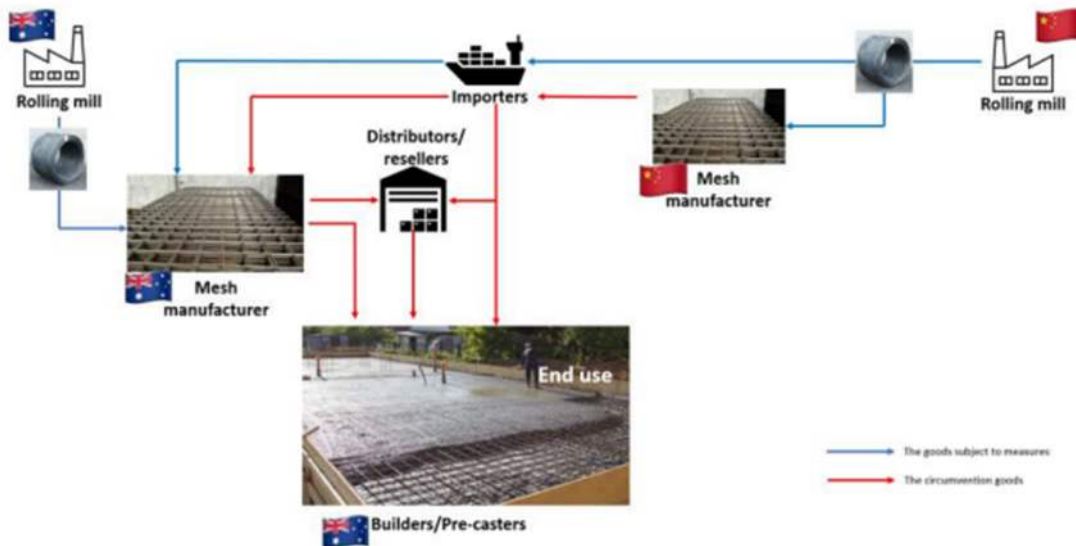 Rolling mill
Importers
Rolling mill
Distributors/
resellers
Mesh
manufacturer
Mesh
manufacturer
End use
Builders/Pre-casters
The goods subject to measures
The circumvention goods